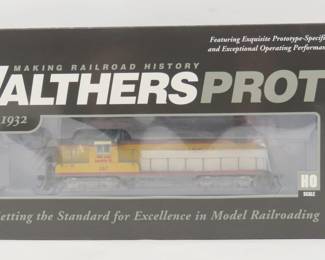 Featuring Exquisite Prototype-Specifi
and Exceptional Operating Performa
MAKING RAILROAD HISTORY
ALTHERSPROT
1932
HO
SCALE
etting the Standard for Excellence in Model Railroading